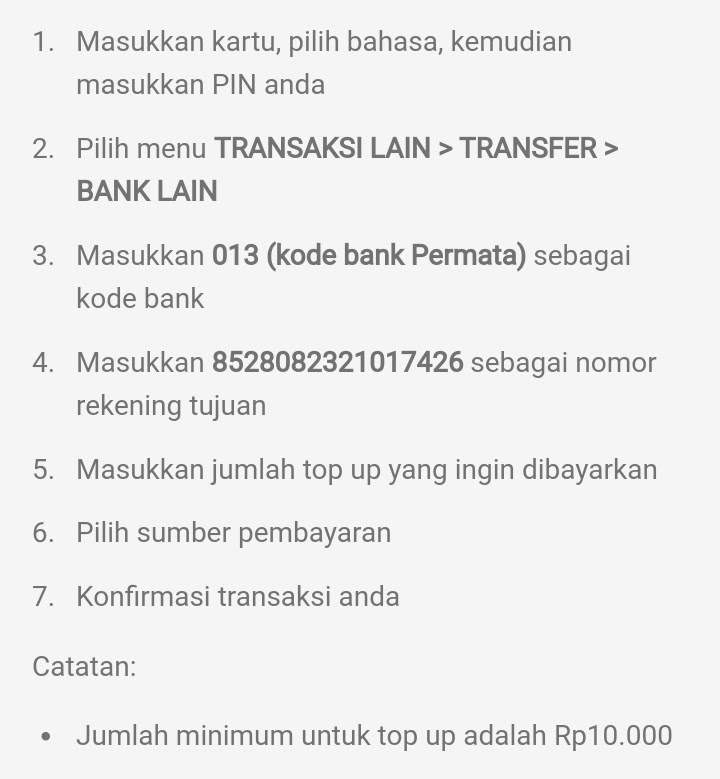 1. Masukkan kartu, pilih bahasa, kemudian
masukkan PIN anda
2. Pilih menu TRANSAKSI LAIN > TRANSFER >
BANK LAIN
3. Masukkan 013 (kode bank Permata) sebagai
kode bank
4. Masukkan 8528082321017426 sebagai nomor
rekening tujuan
5. Masukkan jumlah top up yang ingin dibayarkan
6. Pilih sumber pembayaran
7. Konfirmasi transaksi anda
Catatan:
• Jumlah minimum untuk top up adalah Rp10.000